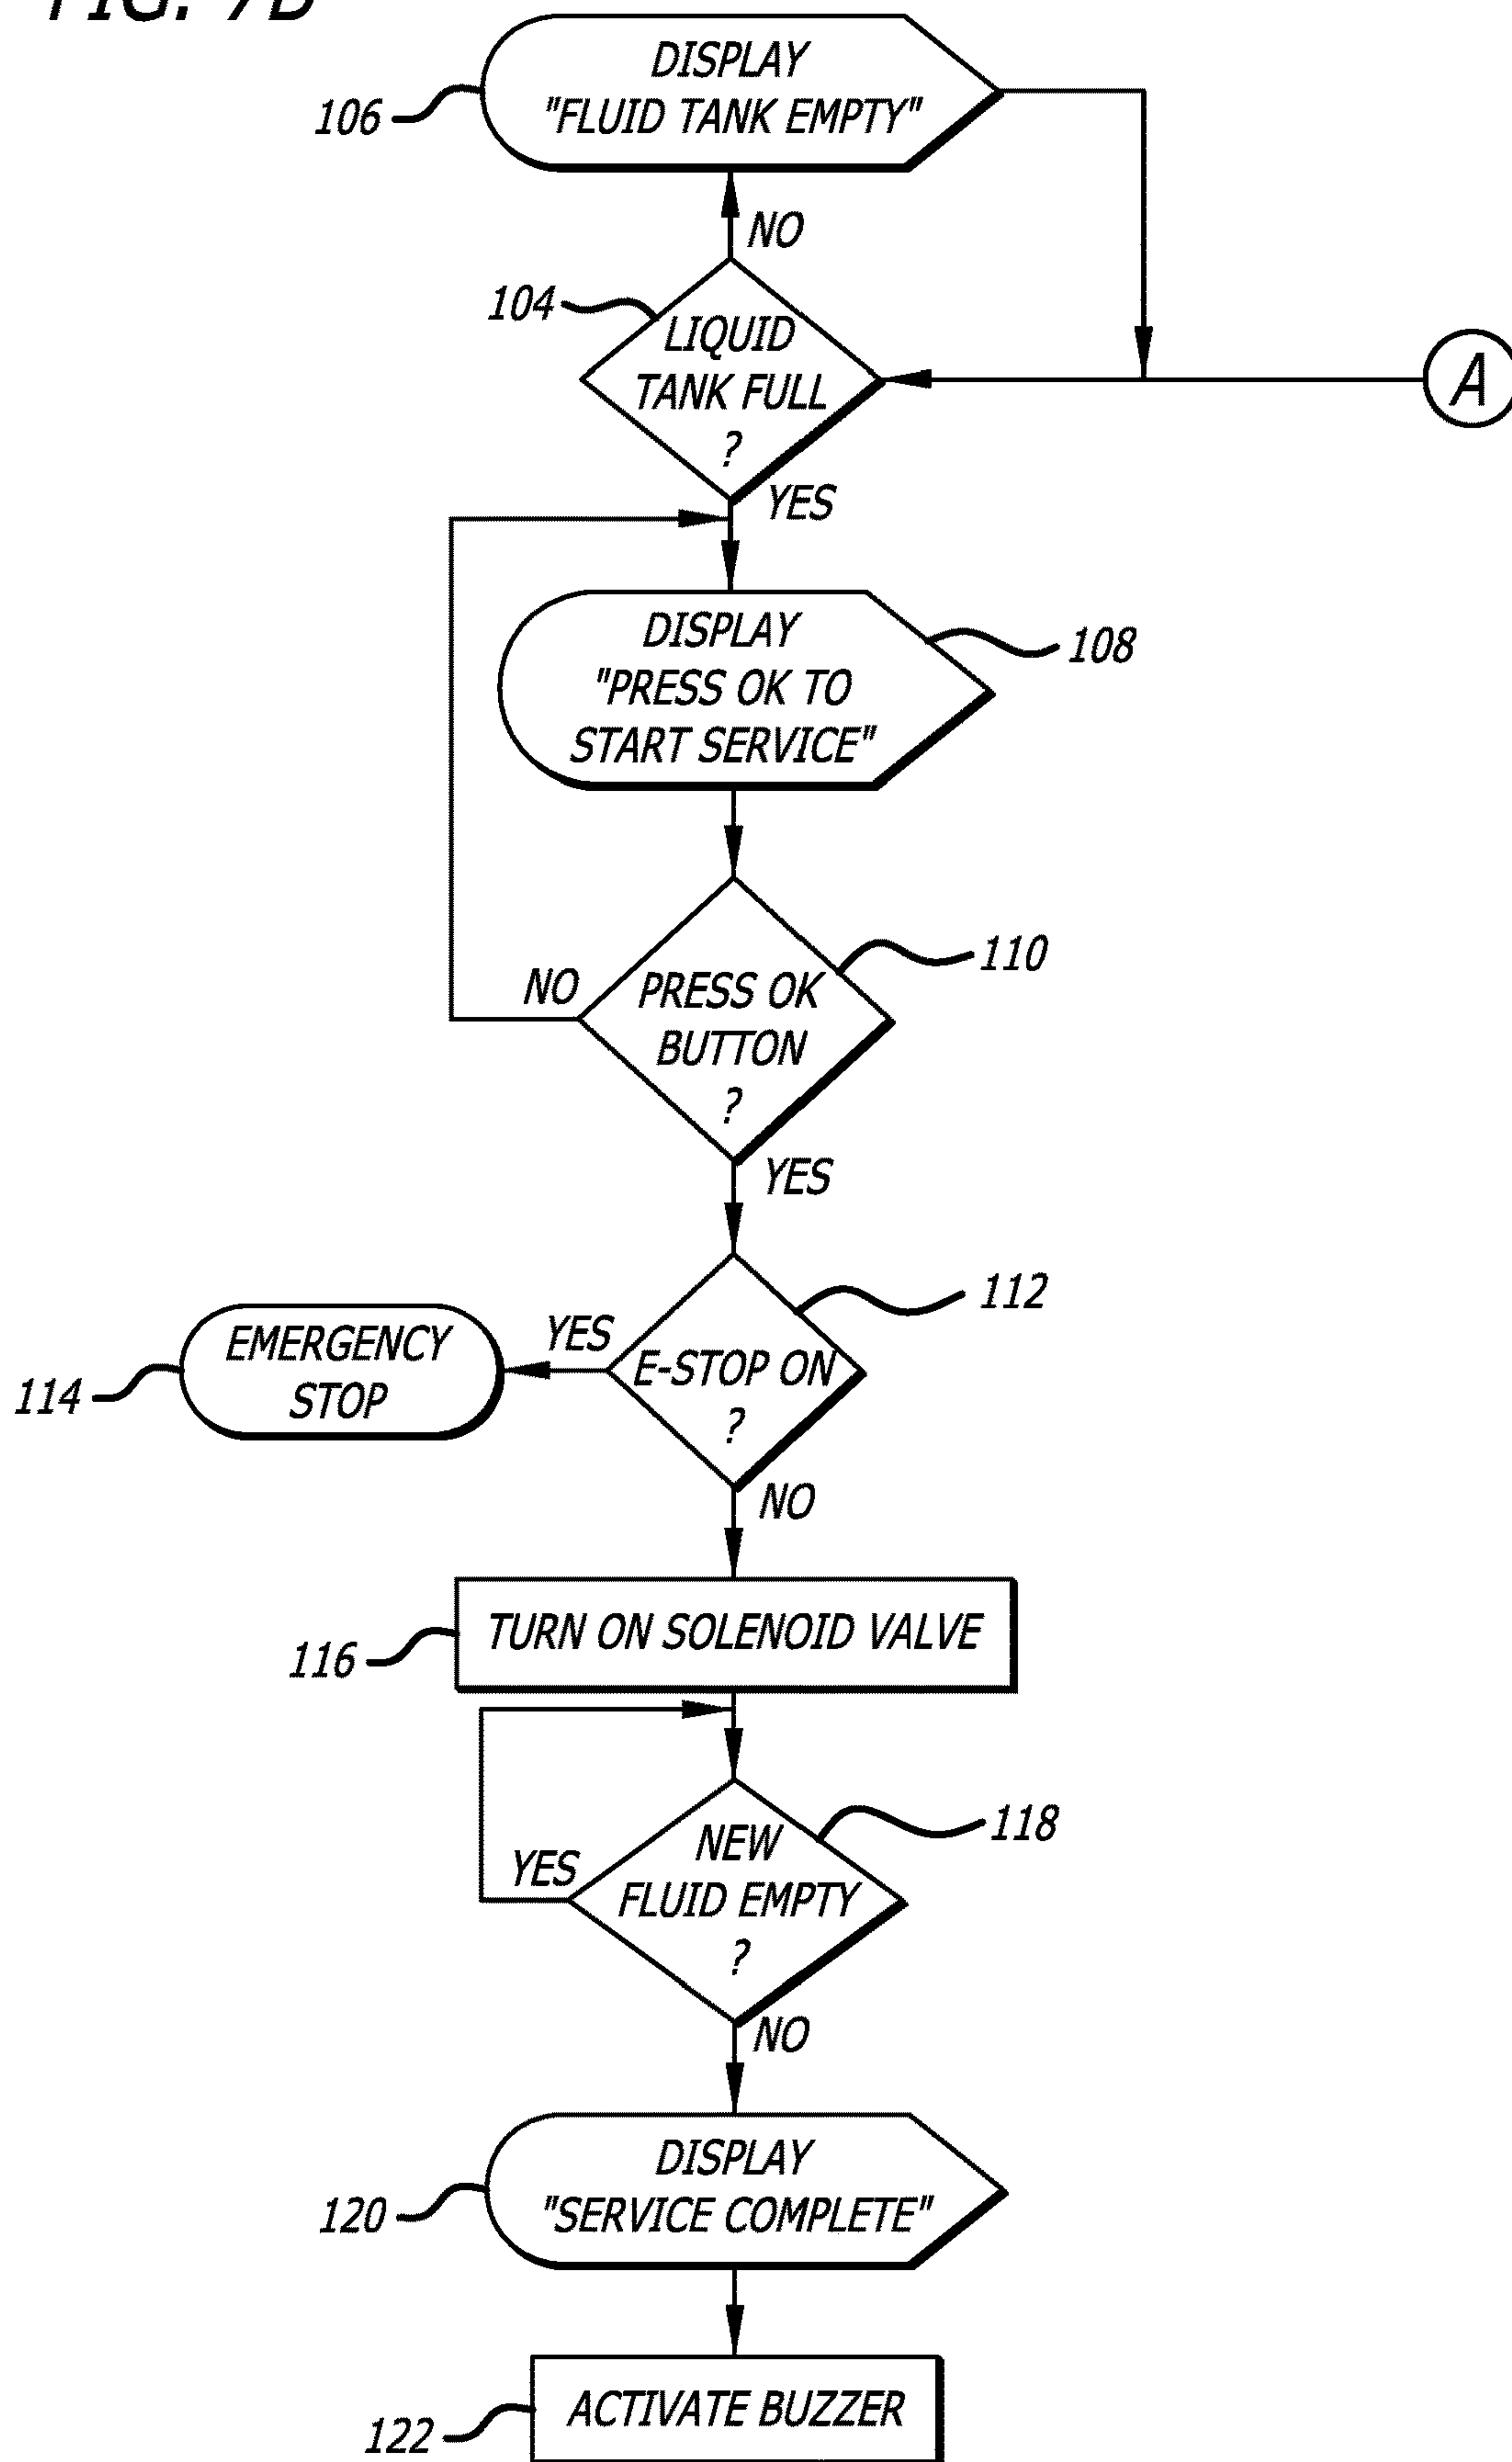 FIG. 7B
DISPLAY
"FLUID TANK EMPTY"
106
NO
104
LIQUID
TANK FULL
?
A
YES
DISPLAY
"PRESS OK TO
START SERVICE"
108
110
NO
PRESS OK
BUTTON
?
YES
112
EMERGENCY
STOP
114
YES
E-STOP ON
?
NO
TURN ON SOLENOID VALVE
116
118
NEW
FLUID EMPTY
?
YES
NO
DISPLAY
"SERVICE COMPLETE"
120
ACTIVATE BUZZER
122